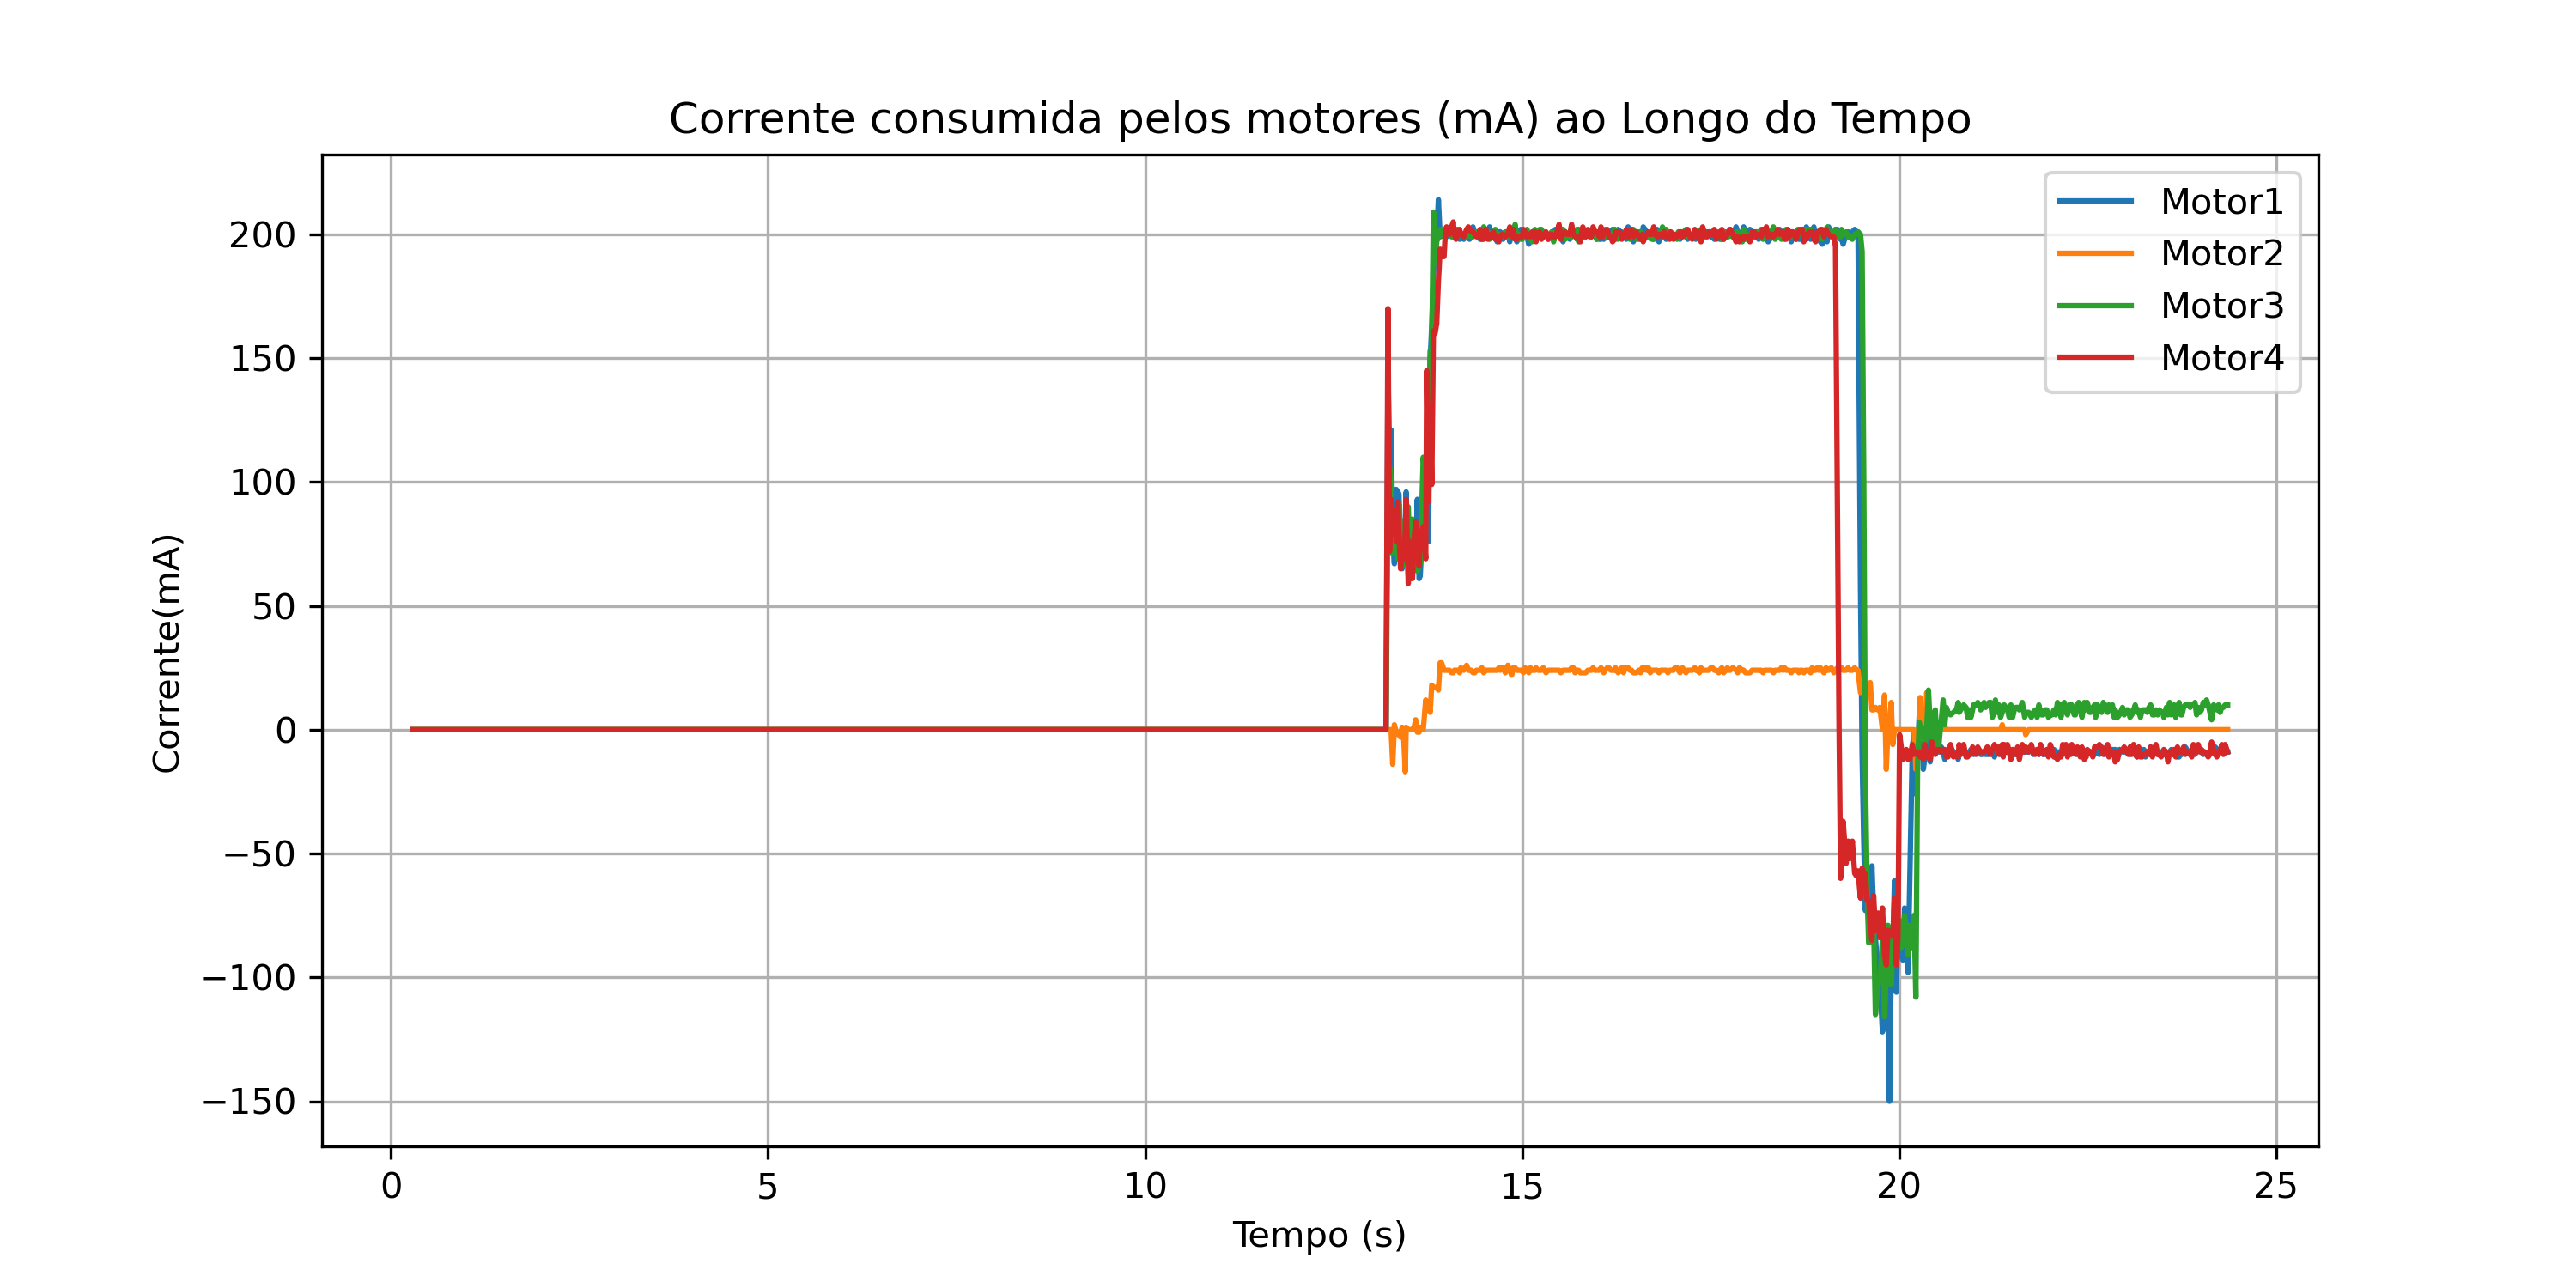 Corrente consumida pelos motores (mA) ao Longo do Tempo
Motor1
Motor2
Motor3
Motor4
200
150
100
50
0
−50
−100
−150
Corrente(mA)
0 5 10 15 20 25
Tempo (s)